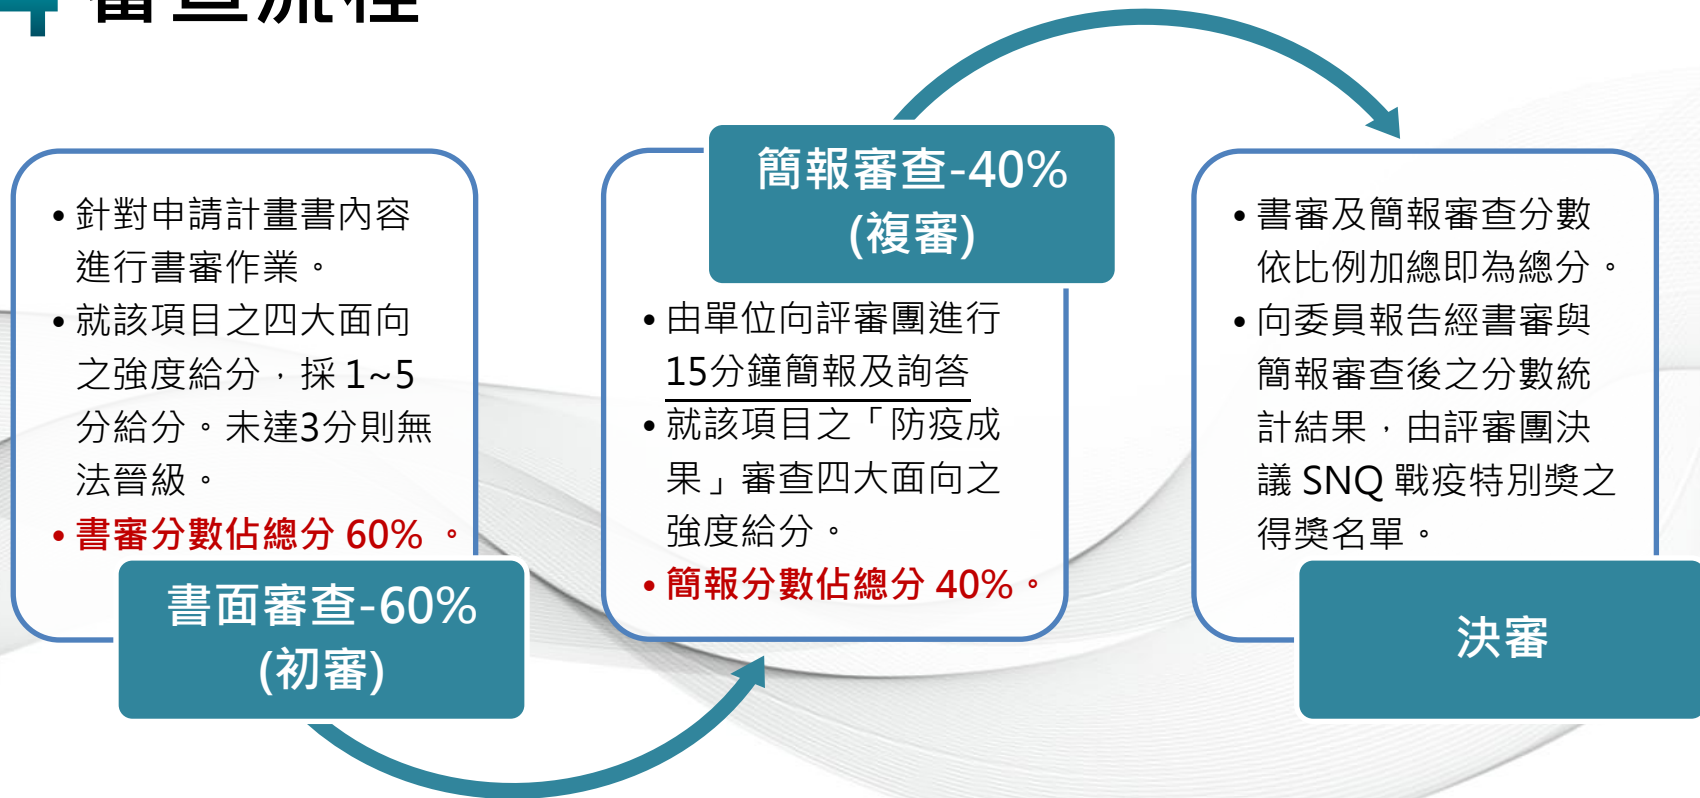 4 審查流程
• 針對申請計畫書內容
進行書審作業。
• 就該項目之四大面向
之強度給分，採 1~5
分給分。未達3分則無
法晉級。
• 書審分數佔總分 60% 。
書面審查-60%
(初審)
簡報審查-40%
(複審)
• 由單位向評審團進行
15分鐘簡報及詢答
• 就該項目之「防疫成
果」審查四大面向之
強度給分。
• 簡報分數佔總分 40%。
• 書審及簡報審查分數
依比例加總即為總分。
• 向委員報告經書審與
簡報審查後之分數統
計結果，由評審團決
議 SNQ 戰疫特別獎之
得獎名單。
決審